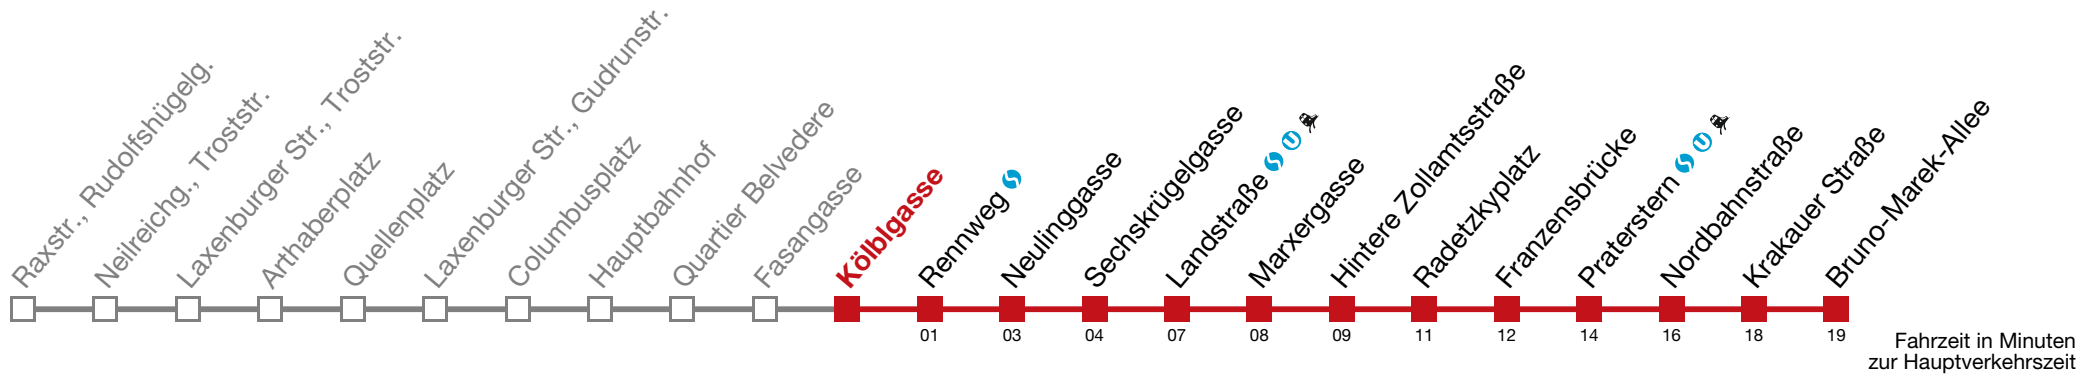 Raxstr., Rudolfshügelg.
Neilreichg., Troststr.
Laxenburger Str., Troststr.
Arthaberplatz
Quellenplatz
Laxenburger Str., Gudrunstr.
Columbusplatz
Hauptbahnhof
Quartier Belvedere
Fasangasse
Kölblgasse
Rennweg S
Neulinggasse
Sechskrügelgasse
Landstraße S U
Marxergasse
Hintere Zollamtsstraße
Radetzkyplatz
Franzensbrücke
Praterstern S U
Nordbahnstraße
Krakauer Straße
Bruno-Marek-Allee
01 03 04 07 08 09 11 12 14 16 18 19
Fahrzeit in Minuten
zur Hauptverkehrszeit